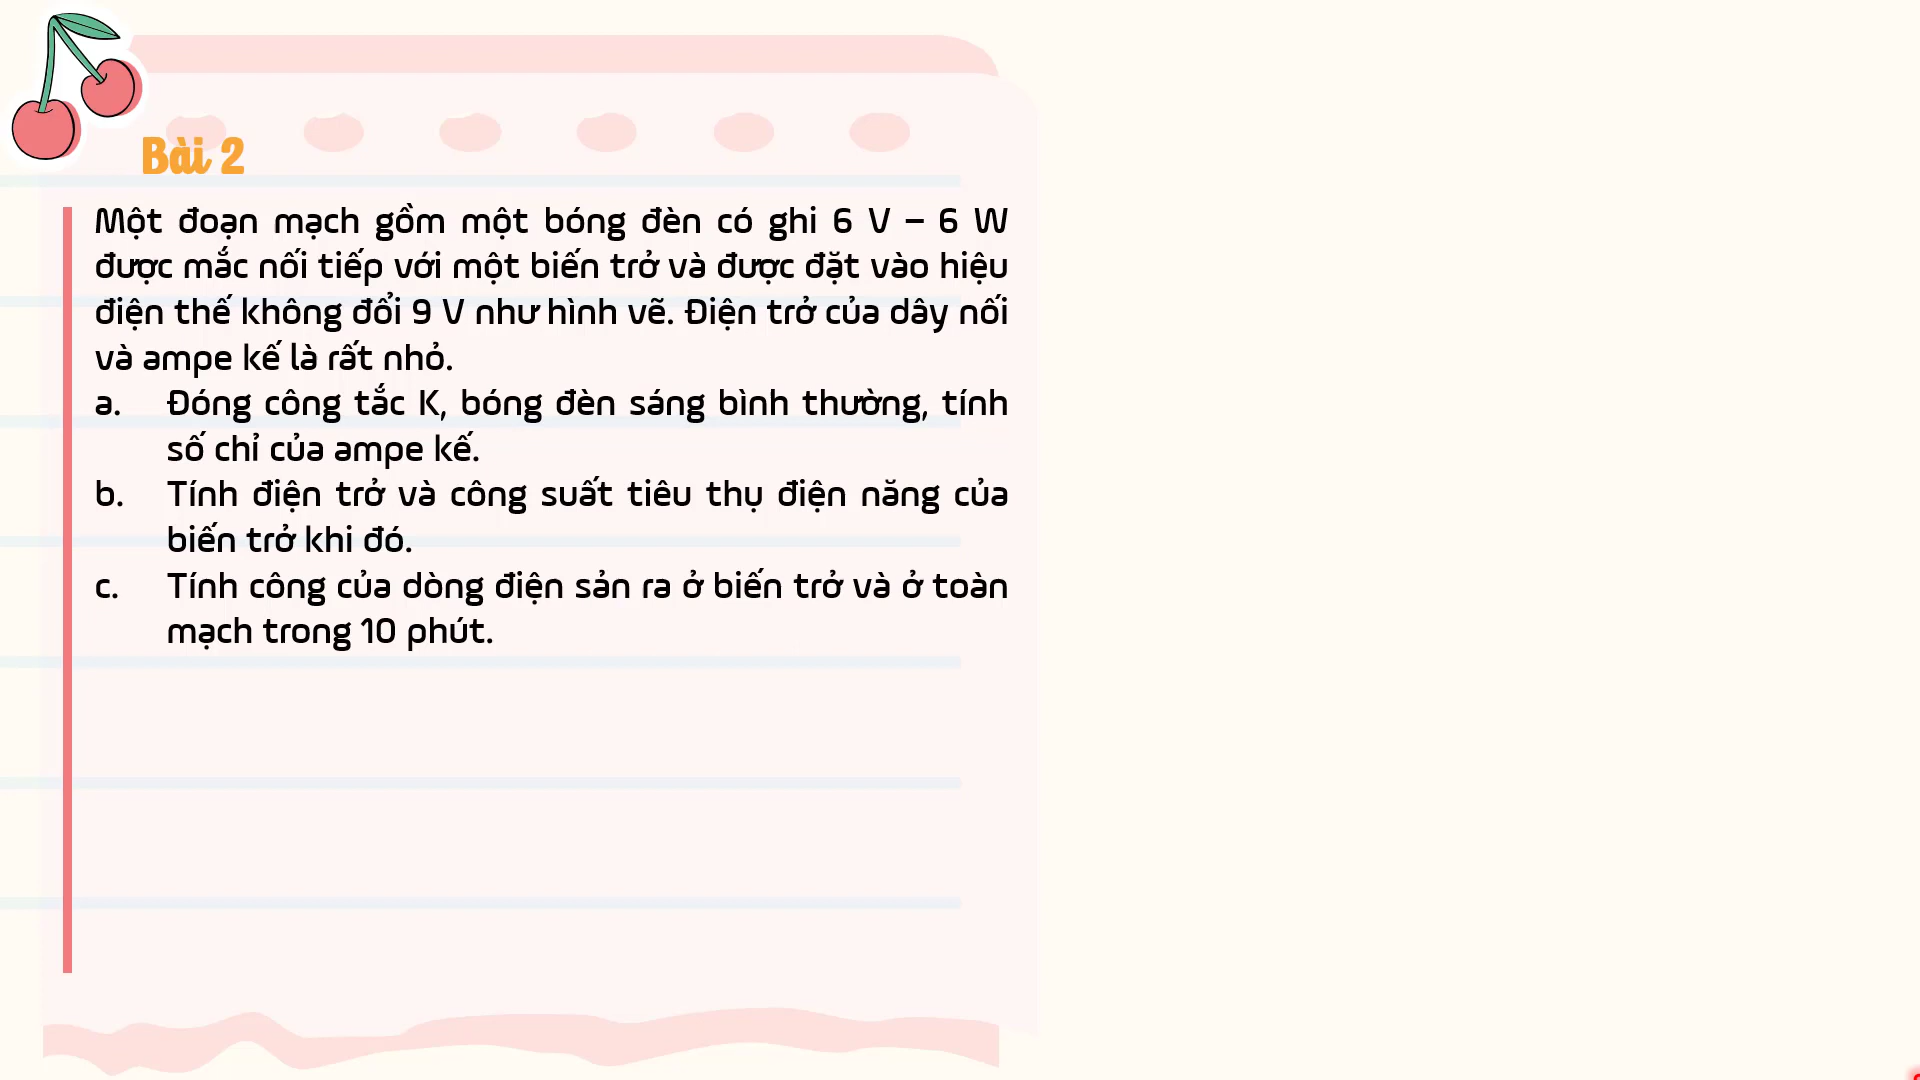 Bài 2
Một đoạn mạch gồm một bóng đèn có ghi 6 V – 6 W
được mắc nối tiếp với một biến trở và được đặt vào hiệu
điện thế không đổi 9 V như hình vẽ. Điện trở của dây nối
và ampe kế là rất nhỏ.
a. Đóng công tắc K, bóng đèn sáng bình thường, tính
số chỉ của ampe kế.
b. Tính điện trở và công suất tiêu thụ điện năng của
biến trở khi đó.
c. Tính công của dòng điện sản ra ở biến trở và ở toàn
mạch trong 10 phút.